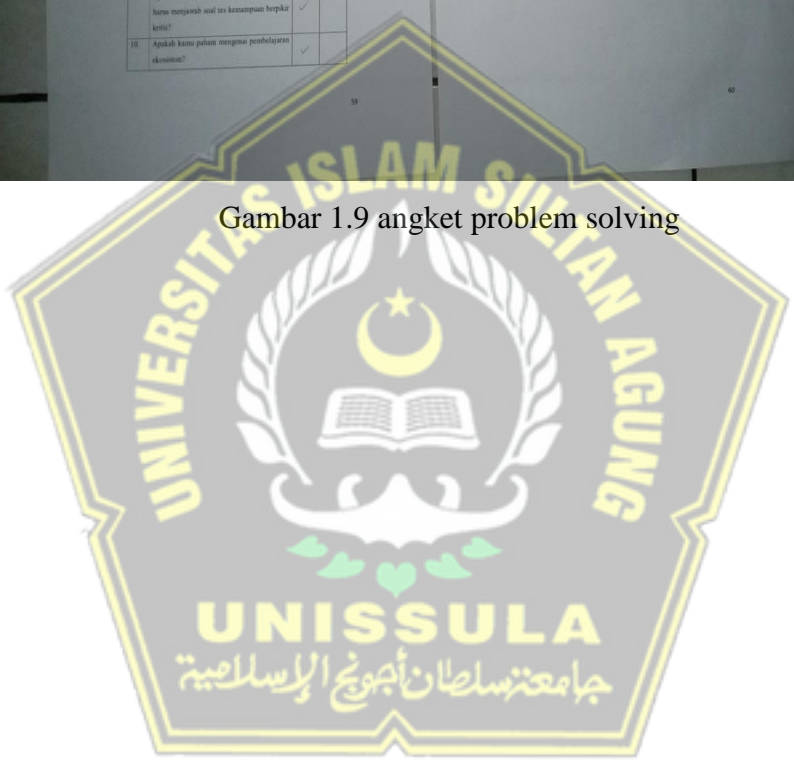 harus menjawab soal tes kemampuan berpikir
kritis?
10. Apakah kamu paham mengenai pembelajaran
ekosistem?
59
60
Gambar 1.9 angket problem solving
UNIVERSITAS ISLAM SULTAN AGUNG
UNISSULA
جامعة سلطان أجونج الإسلامية